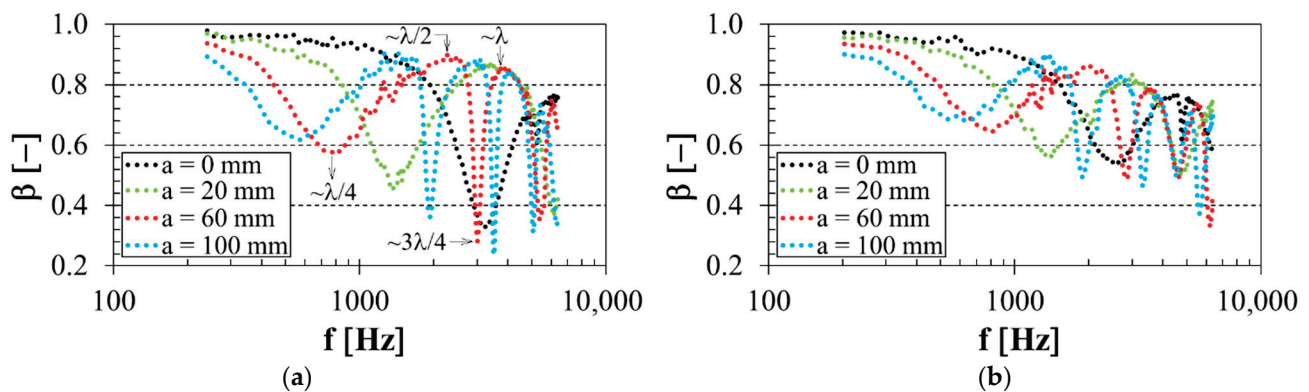 1.0
0.8
0.6
0.4
0.2
β [−]
~λ/2
~λ
~λ/4
~3λ/4
a = 0 mm
a = 20 mm
a = 60 mm
a = 100 mm
100
1000
10,000
f [Hz]
(a)
1.0
0.8
0.6
0.4
0.2
β [−]
a = 0 mm
a = 20 mm
a = 60 mm
a = 100 mm
100
1000
10,000
f [Hz]
(b)